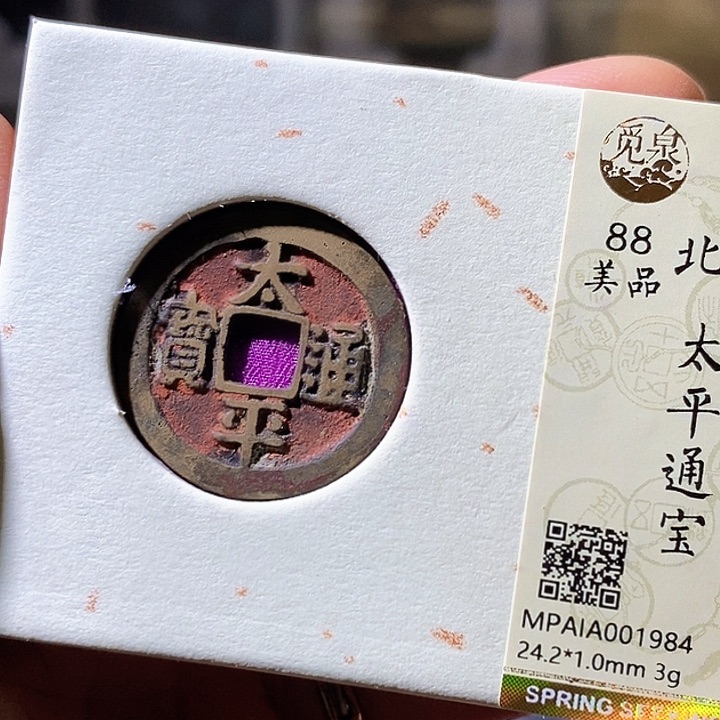 太
平
通
寶
觅泉
88
美品
北
太平通宝
MPAIA001984
24.2*1.0mm 3g
SPRING SE